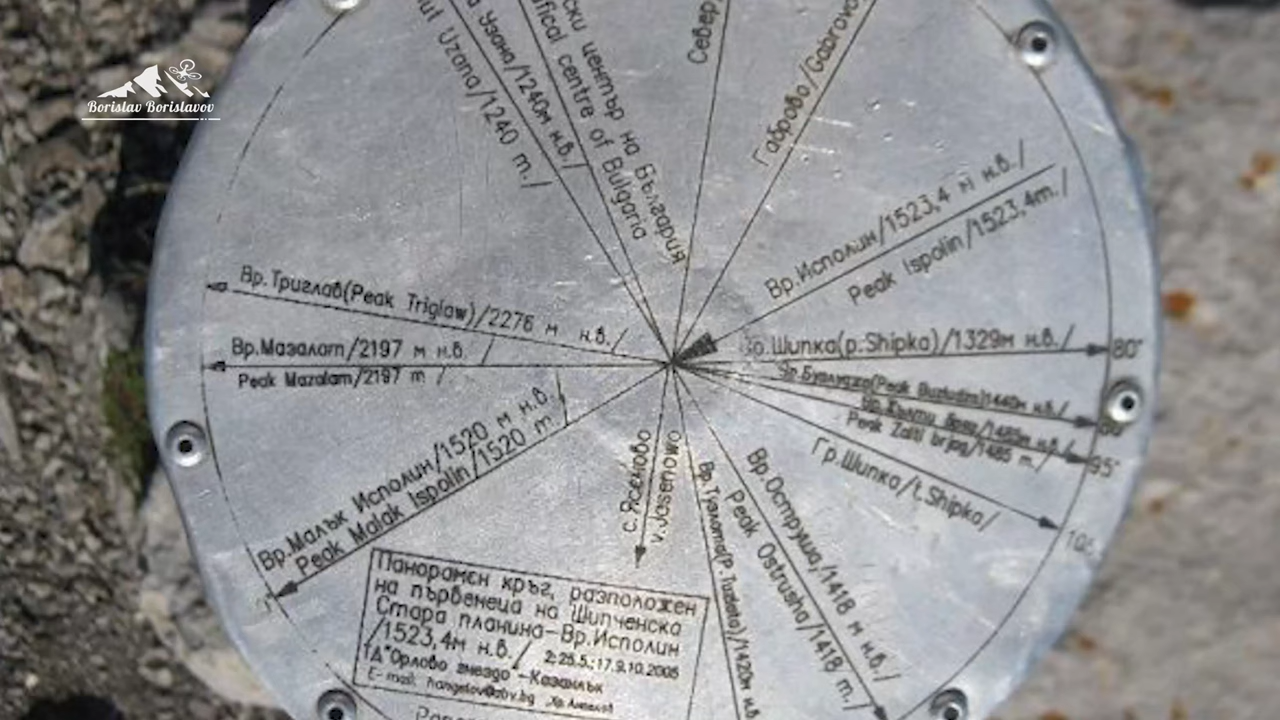 Borislav Borislavov
Узана/1240м н.в./
Uzana/1240 m./
ски център на България
fical centre of Bulgaria
Север
Габрово/Gabrovo
Вр.Исполин/1523,4 м н.в./
Peak Ispolin/1523,4m./
Вр.Триглав(Peak Triglaw)/2276 м н.в./
Вр.Мазалат/2197 м н.в.
Peak Mazalam/2197 m /
Вр.Малък Исполин/1520 м н.в.
Peak Malak Ispolin/1520 m
Вр.Шипка(p.Shipka)/1329м н.в./
80°
Peak Zalti brjag/1485 m./
95°
Гр.Шипка/t.Shipka/
с.Ясеново
v.Jasenowo
Вр.Оструша/1418 м н.в./
Peak Ostrusha/1418 m./
Панорамен кръг, разположен
на първенеца на Шипченска
Стара планина-Вр.Исполин
/1523,4м н.в./
ТД"Орлово гнездо"-Казанлък
E-mail: